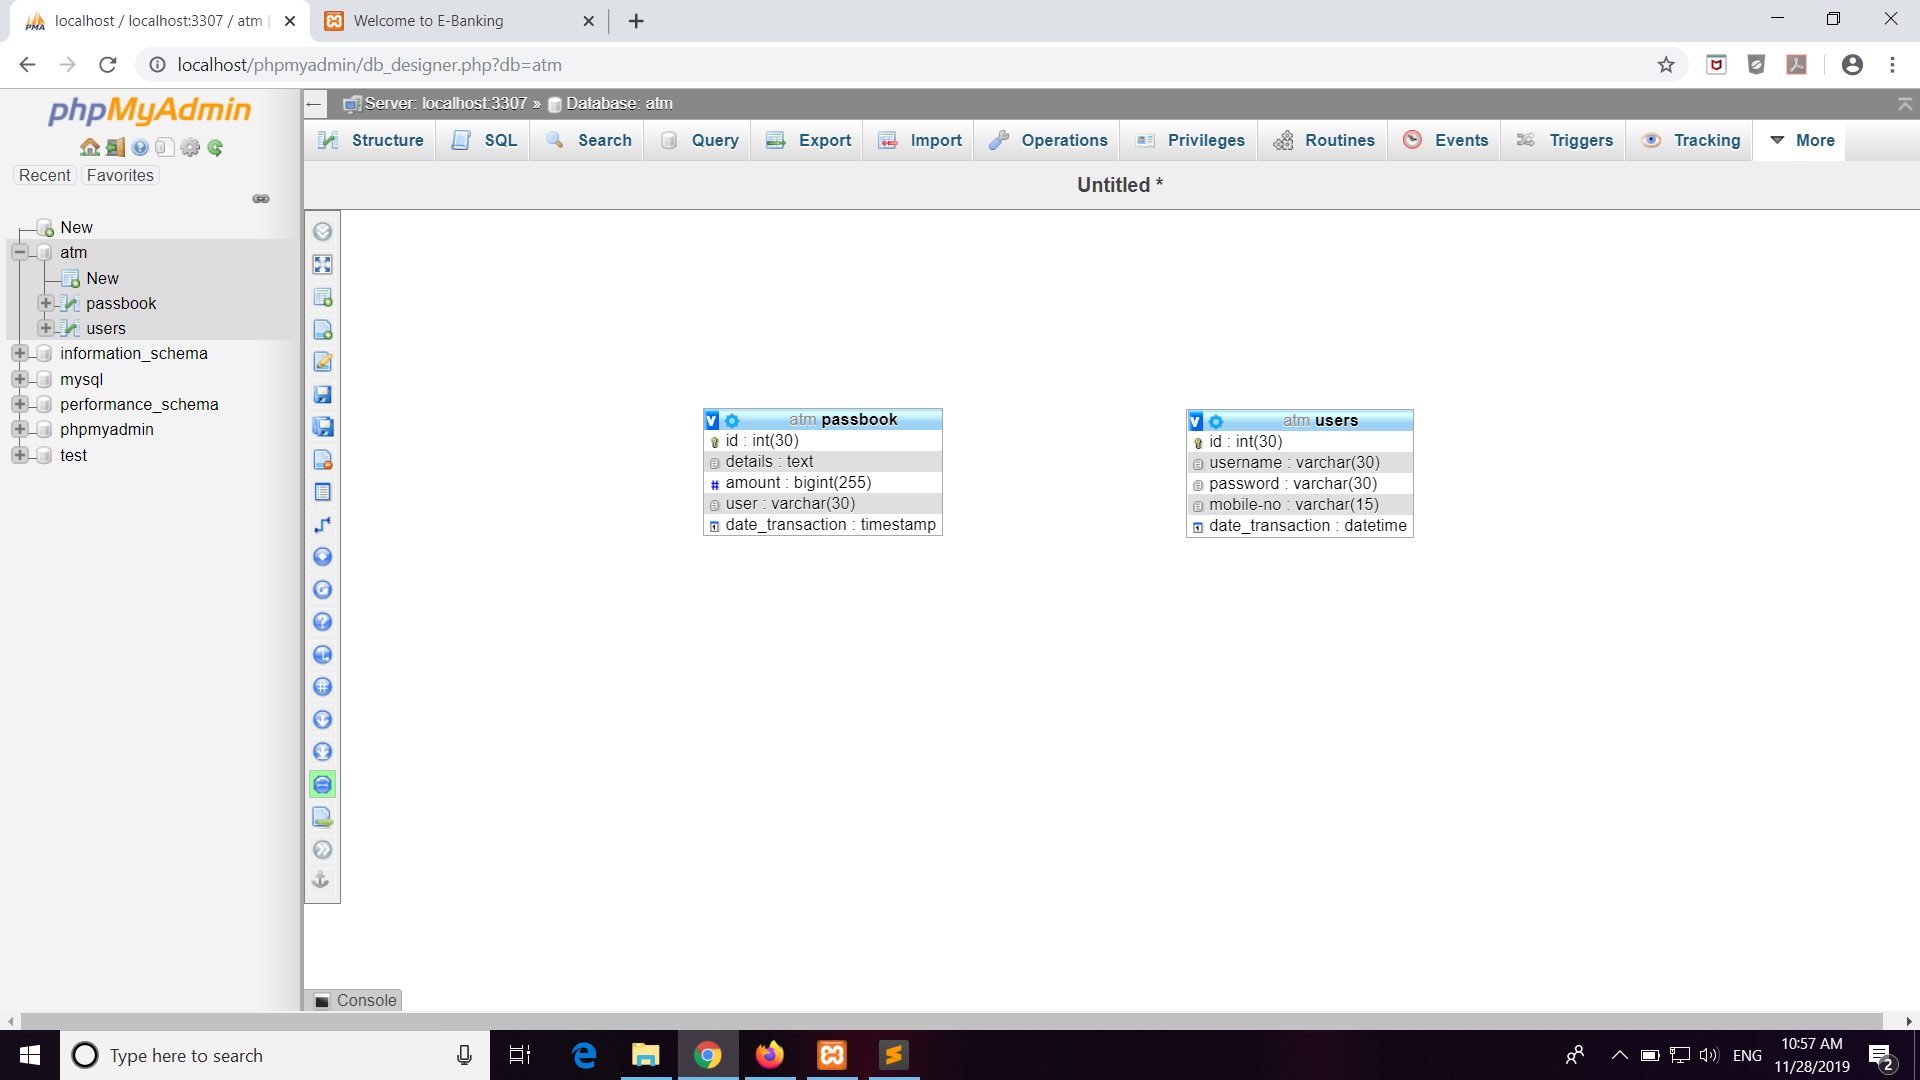 localhost / localhost:3307 / atm |
Welcome to E-Banking
localhost/phpmyadmin/db_designer.php?db=atm
phpMyAdmin
Recent
Favorites
New
atm
New
passbook
users
information_schema
mysql
performance_schema
phpmyadmin
test
Server: localhost:3307 » Database: atm
Structure
SQL
Search
Query
Export
Import
Operations
Privileges
Routines
Events
Triggers
Tracking
More
Untitled *
v atm passbook
id : int(30)
details : text
# amount : bigint(255)
user : varchar(30)
date_transaction : timestamp
v atm users
id : int(30)
username : varchar(30)
password : varchar(30)
mobile-no : varchar(15)
date_transaction : datetime
Console
Type here to search
ENG
10:57 AM
11/28/2019
2